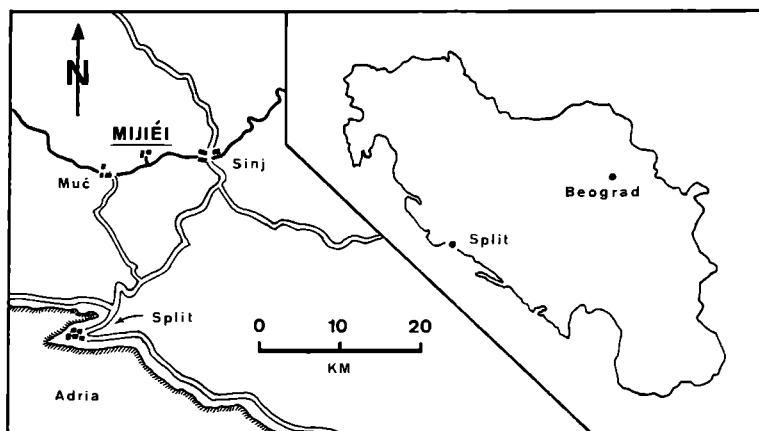 N
MIJIÉI
Muć
Sinj
Split
0 10 20
KM
Adria
Beograd
Split